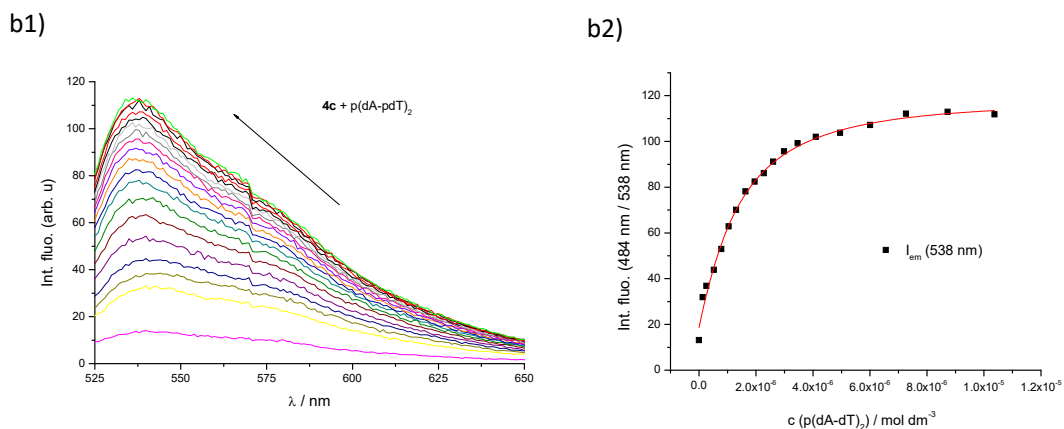 b1)
120
100
80
60
40
20
0
525
550
575
600
625
650
Int. fluo. (arb. u)
λ / nm
4c + p(dA-pdT)₂
b2)
120
100
80
60
40
20
0
0.0
2.0x10⁻⁶
4.0x10⁻⁶
6.0x10⁻⁶
8.0x10⁻⁶
1.0x10⁻⁵
1.2x10⁻⁵
Int. fluo. (484 nm / 538 nm)
I_em (538 nm)
c (p(dA-dT)₂) / mol dm⁻³